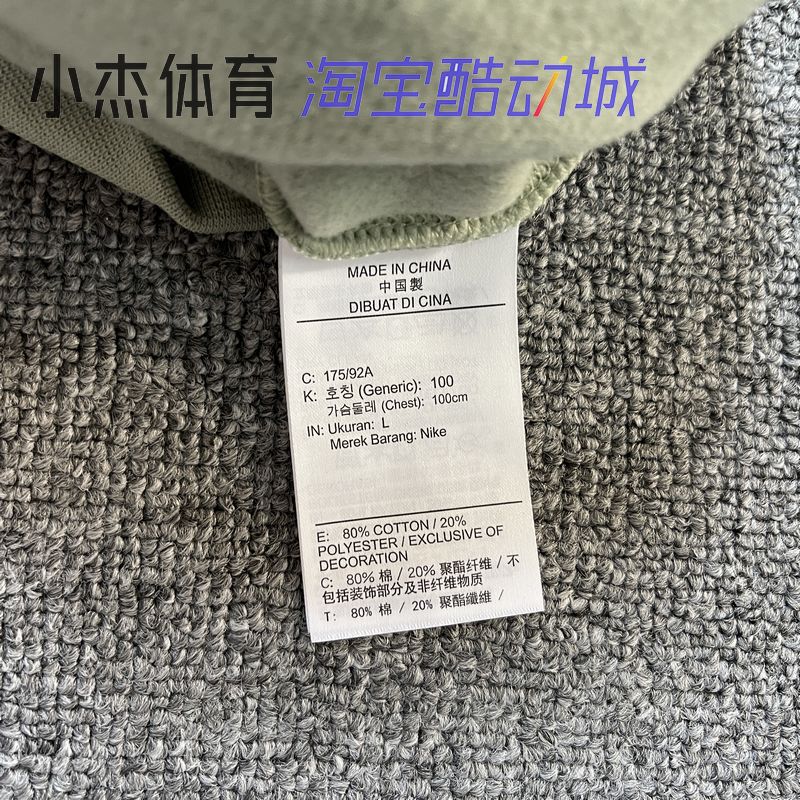 小杰体育 淘宝酷动城
MADE IN CHINA
中国製
DIBUAT DI CINA
C: 175/92A
K: 호칭 (Generic): 100
가슴둘레 (Chest): 100cm
IN: Ukuran: L
Merek Barang: Nike
E: 80% COTTON / 20%
POLYESTER / EXCLUSIVE OF
DECORATION
C: 80% 棉 / 20% 聚酯纤维 / 不
包括装饰部分及非纤维物质
T: 80% 棉 / 20% 聚酯纖維 /